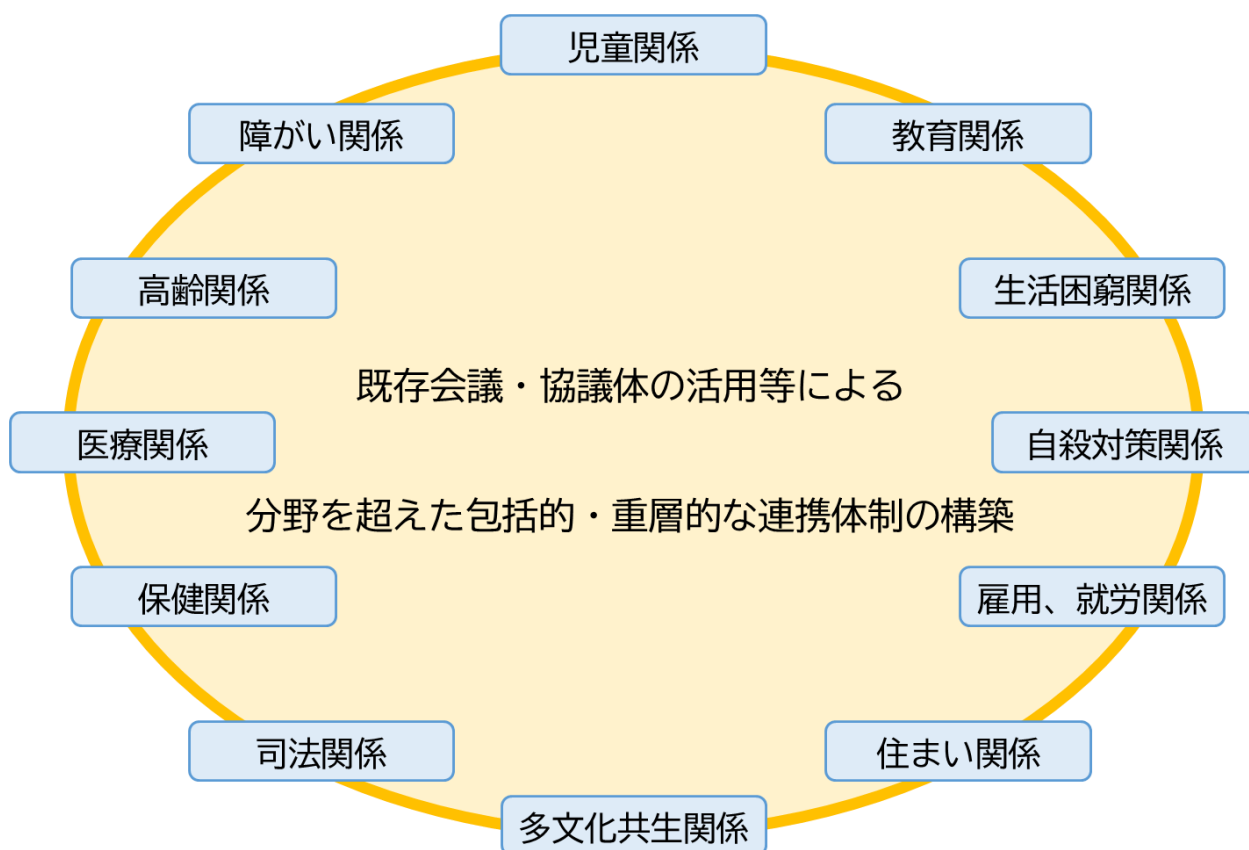 児童関係
障がい関係
教育関係
高齢関係
生活困窮関係
既存会議・協議体の活用等による
医療関係
自殺対策関係
分野を超えた包括的・重層的な連携体制の構築
保健関係
雇用、就労関係
司法関係
住まい関係
多文化共生関係